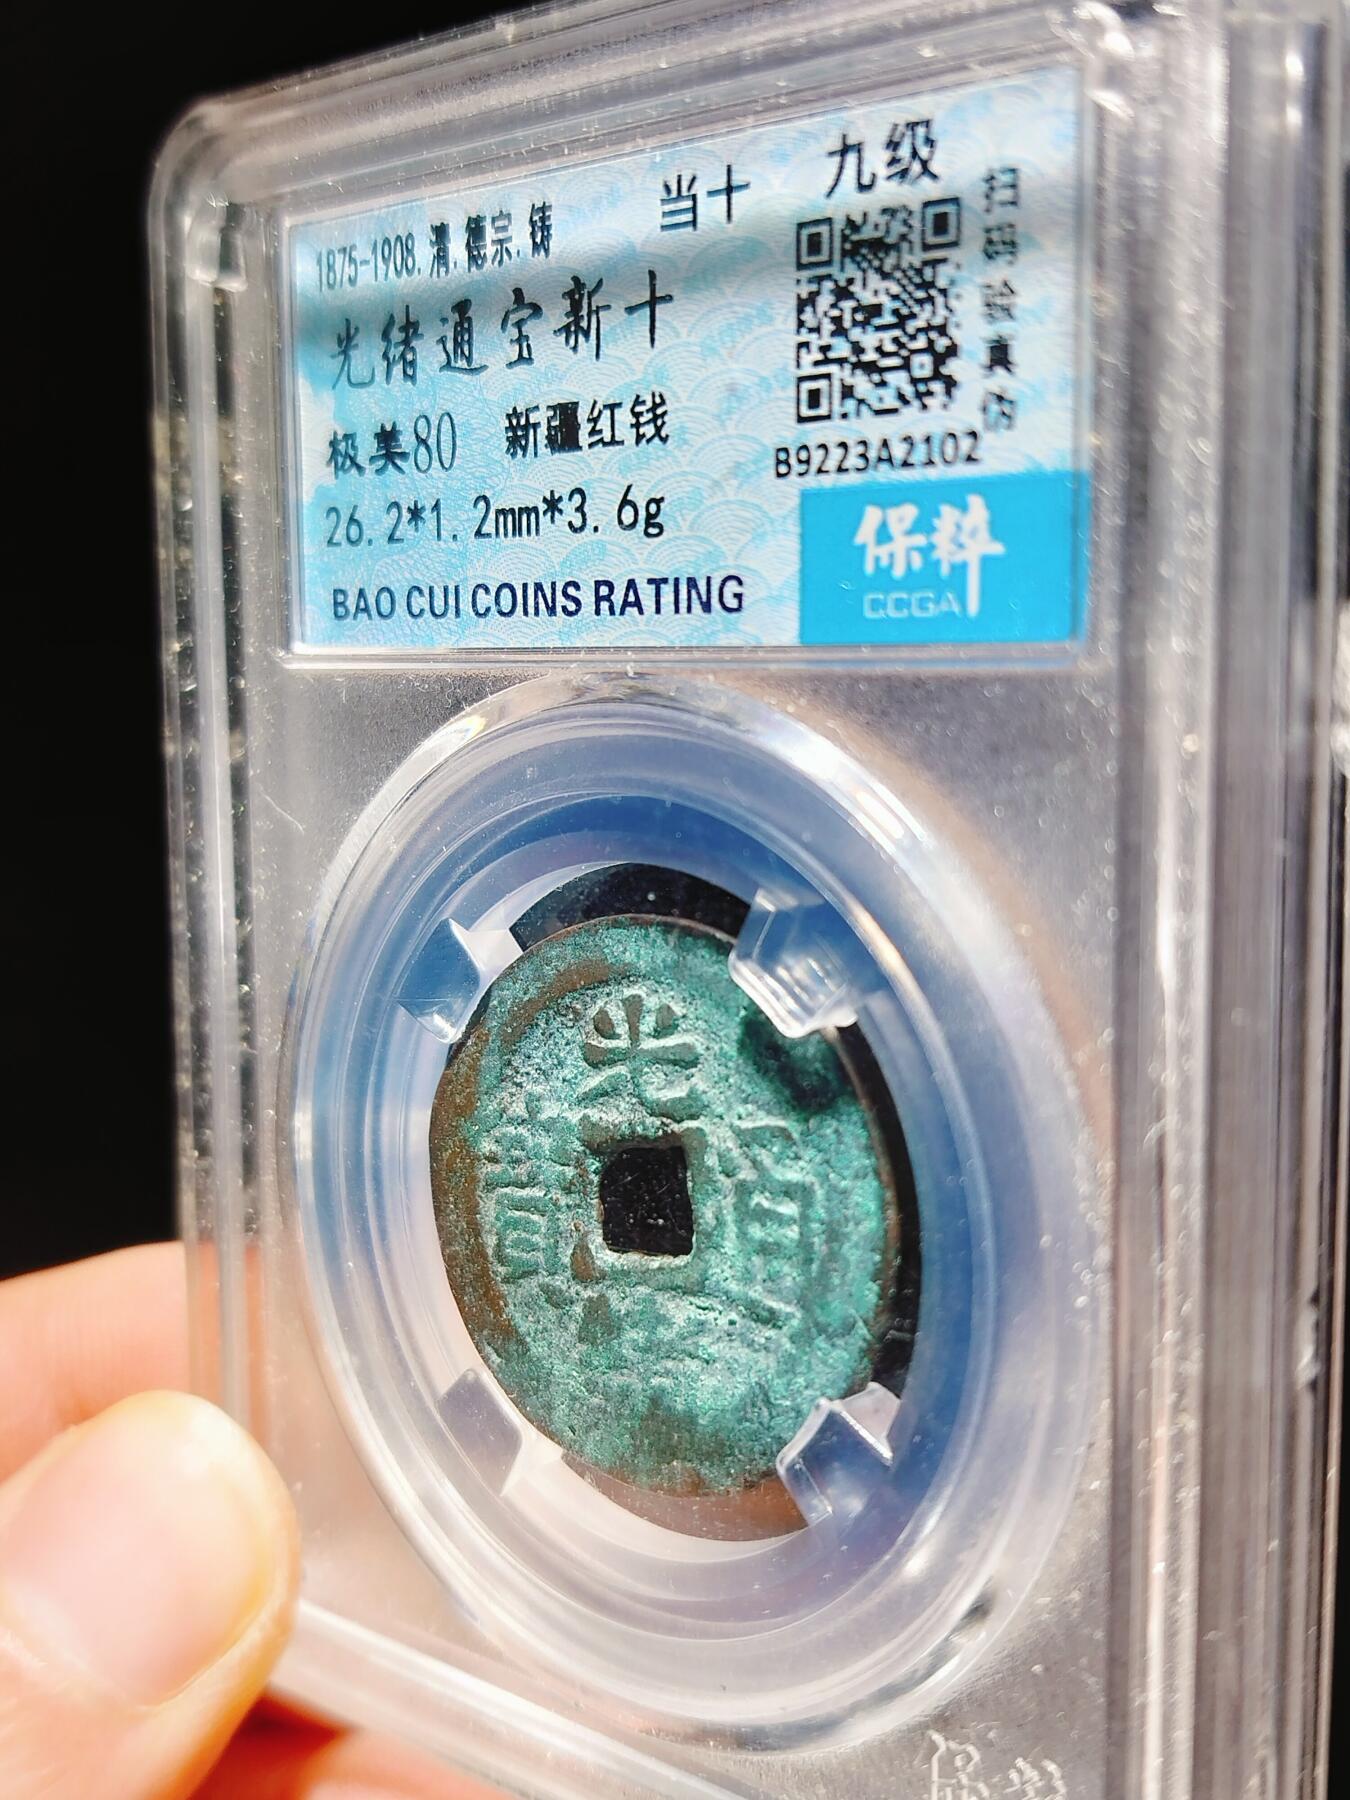 当十 九级
1875-1908.清.德宗.铸
光绪通宝新十
极美80 新疆红钱
26.2*1.2mm*3.6g
BAO CUI COINS RATING
扫码验真伪
B9223A2102
保粹
CCGA
光
通
寶
保粹